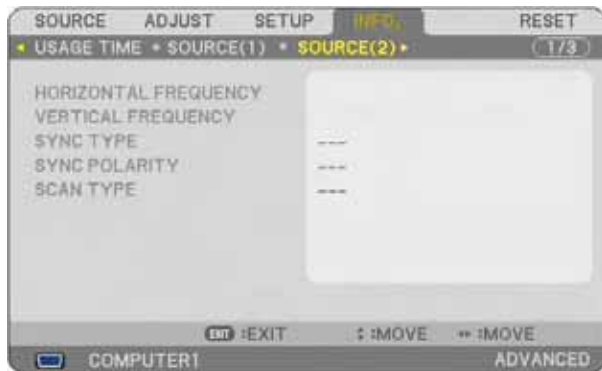 SOURCE ADJUST SETUP INFO. RESET
USAGE TIME • SOURCE(1) • SOURCE(2) 1/3
HORIZONTAL FREQUENCY
VERTICAL FREQUENCY
SYNC TYPE ---
SYNC POLARITY ---
SCAN TYPE ---
EXIT :EXIT :MOVE :MOVE
COMPUTER1 ADVANCED